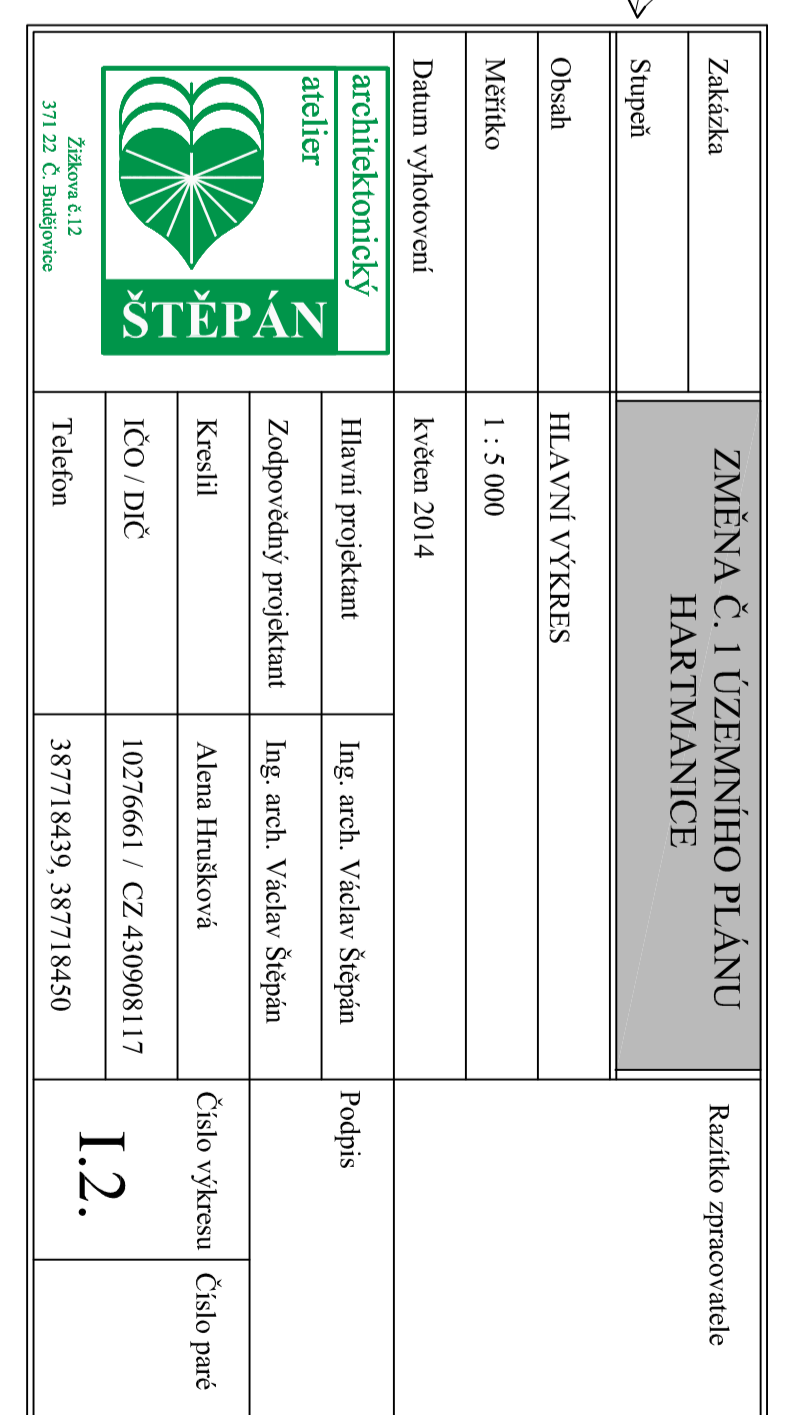 Zakázka
ZMĚNA Č. 1 ÚZEMNÍHO PLÁNU
HARTMANICE
Razítko zpracovatele
Stupeň
Obsah
HLAVNÍ VÝKRES
Měřítko
1 : 5 000
Datum vyhotovení
květen 2014
architektonický
atelier
ŠTĚPÁN
Žižkova č.12
371 22 Č. Budějovice
Hlavní projektant
Ing. arch. Václav Štěpán
Podpis
Zodpovědný projektant
Ing. arch. Václav Štěpán
Kreslil
Alena Hrušková
Číslo výkresu
Číslo paré
IČO / DIČ
10276661 / CZ 430908117
I.2.
Telefon
387718439, 387718450